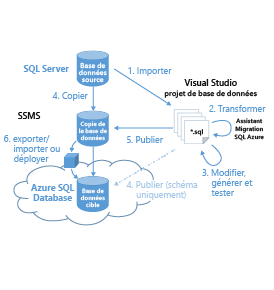 SQL Server
Base de
données
source
1. Importer
Visual Studio
projet de base de données
4. Copier
2. Transformer
SSMS
Copie de
la base de
données
*.sql
Assistant
Migration
SQL Azure
5. Publier
6. exporter/
importer ou
déployer
3. Modifier,
générer et
tester
Azure SQL
Database
Base de
données
cible
4. Publier (schéma
uniquement)